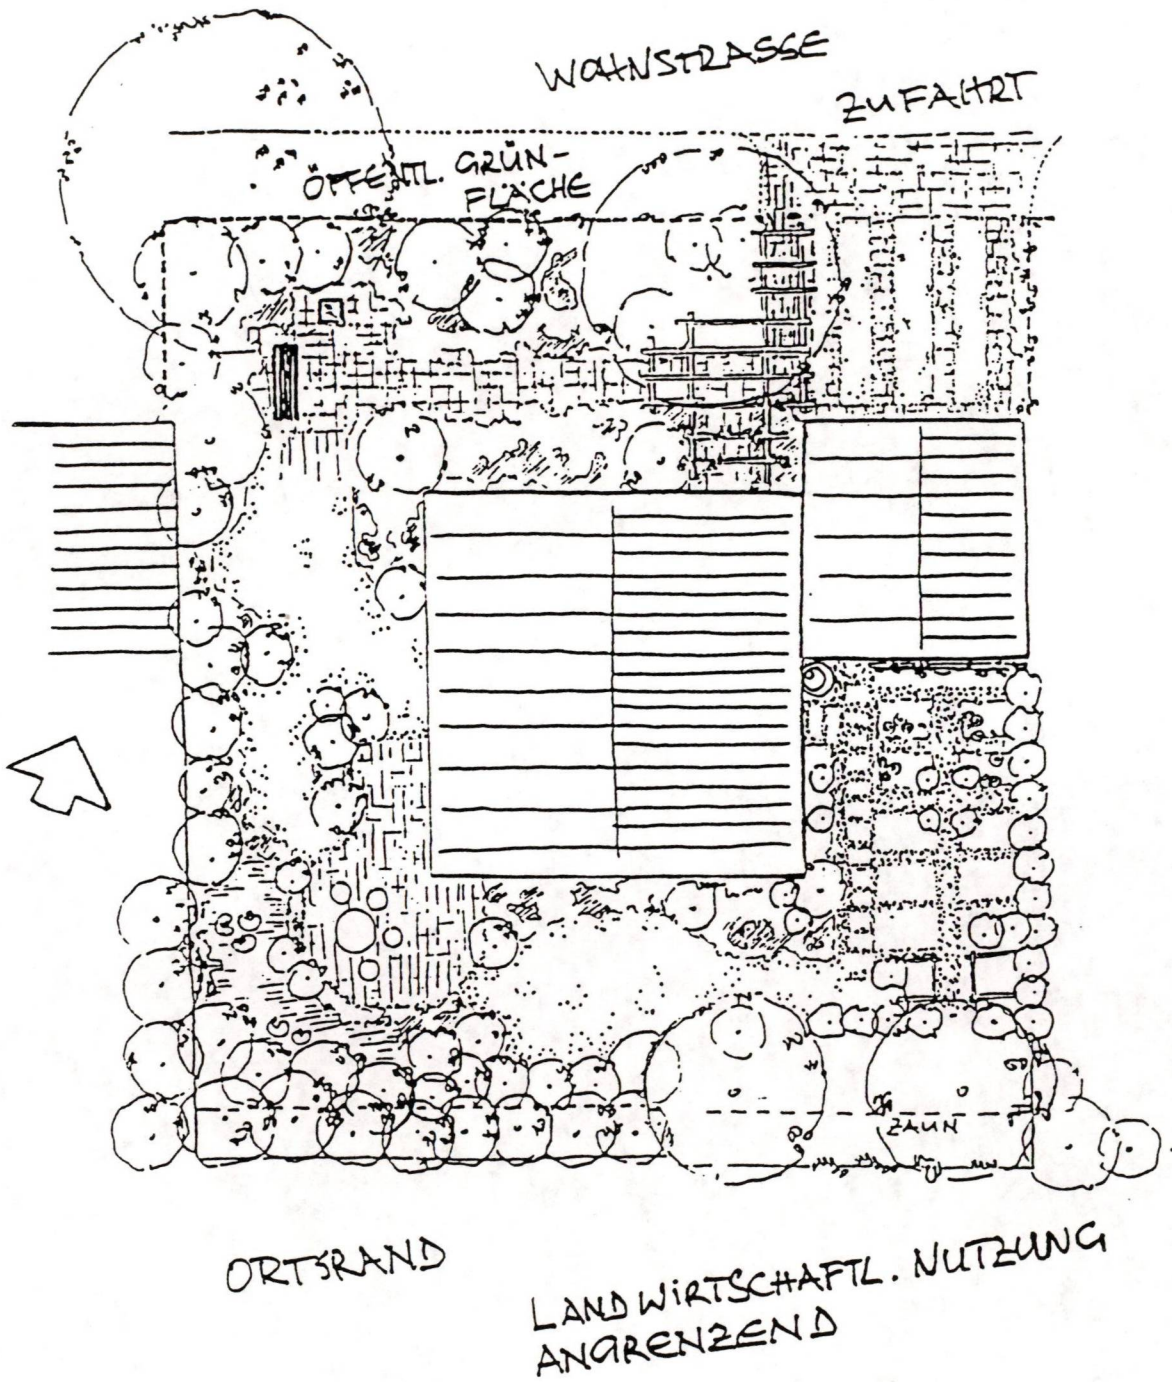 WOHNSTRASSE
ZUFAHRT
ÖFFENTL. GRÜN-
FLÄCHE
ZAUN
ORTSRAND
LANDWIRTSCHAFTL. NUTZUNG
ANGRENZEND